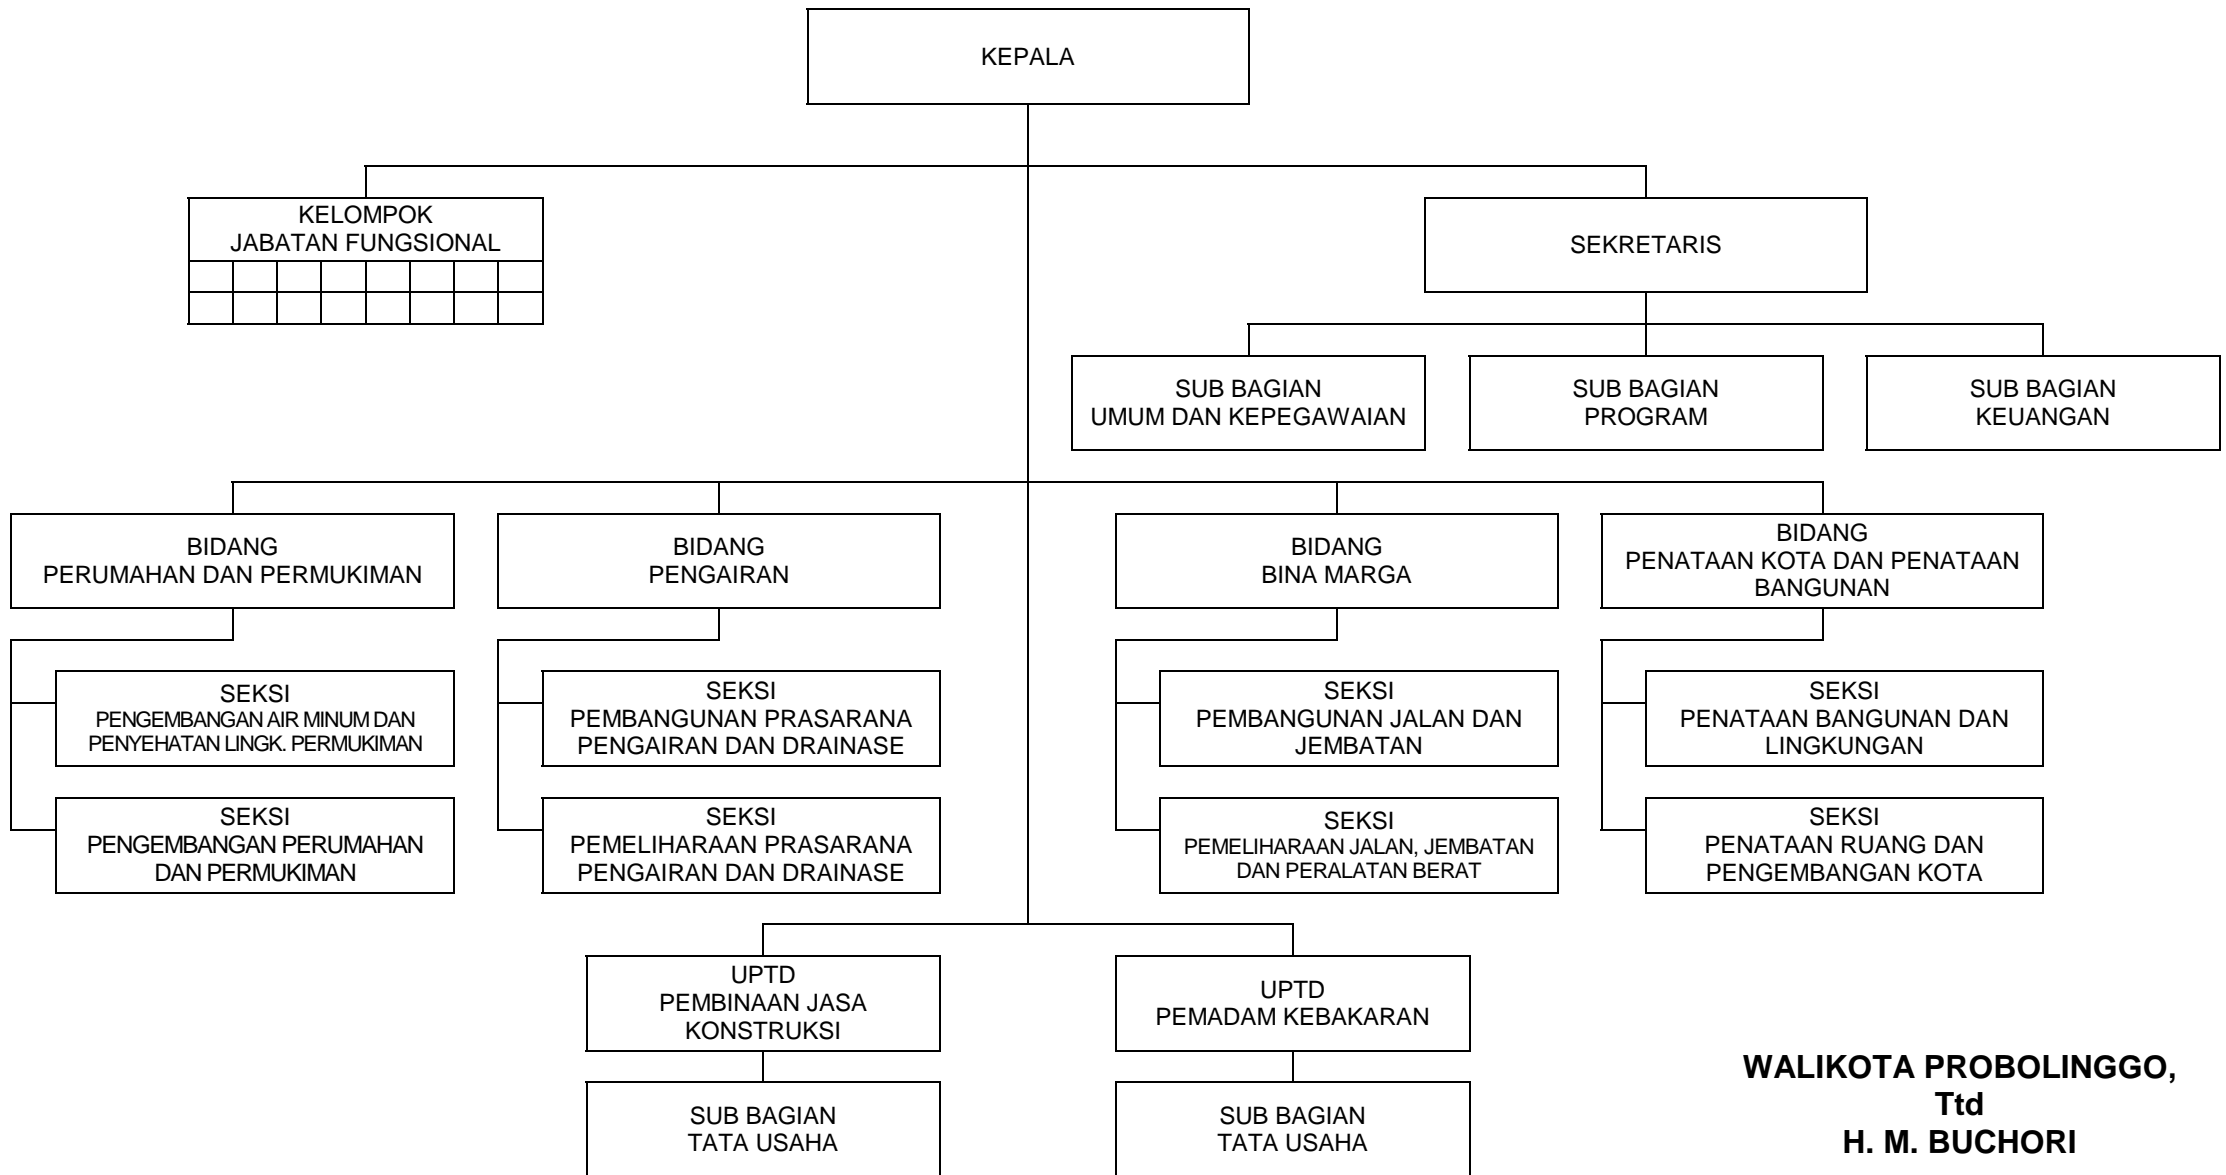 KEPALA
KELOMPOK
JABATAN FUNGSIONAL
SEKRETARIS
SUB BAGIAN
UMUM DAN KEPEGAWAIAN
SUB BAGIAN
PROGRAM
SUB BAGIAN
KEUANGAN
BIDANG
PERUMAHAN DAN PERMUKIMAN
BIDANG
PENGAIRAN
BIDANG
BINA MARGA
BIDANG
PENATAAN KOTA DAN PENATAAN
BANGUNAN
SEKSI
PENGEMBANGAN AIR MINUM DAN
PENYEHATAN LINGK. PERMUKIMAN
SEKSI
PEMBANGUNAN PRASARANA
PENGAIRAN DAN DRAINASE
SEKSI
PEMBANGUNAN JALAN DAN
JEMBATAN
SEKSI
PENATAAN BANGUNAN DAN
LINGKUNGAN
SEKSI
PENGEMBANGAN PERUMAHAN
DAN PERMUKIMAN
SEKSI
PEMELIHARAAN PRASARANA
PENGAIRAN DAN DRAINASE
SEKSI
PEMELIHARAAN JALAN, JEMBATAN
DAN PERALATAN BERAT
SEKSI
PENATAAN RUANG DAN
PENGEMBANGAN KOTA
UPTD
PEMBINAAN JASA
KONSTRUKSI
UPTD
PEMADAM KEBAKARAN
SUB BAGIAN
TATA USAHA
SUB BAGIAN
TATA USAHA
WALIKOTA PROBOLINGGO,
Ttd
H. M. BUCHORI